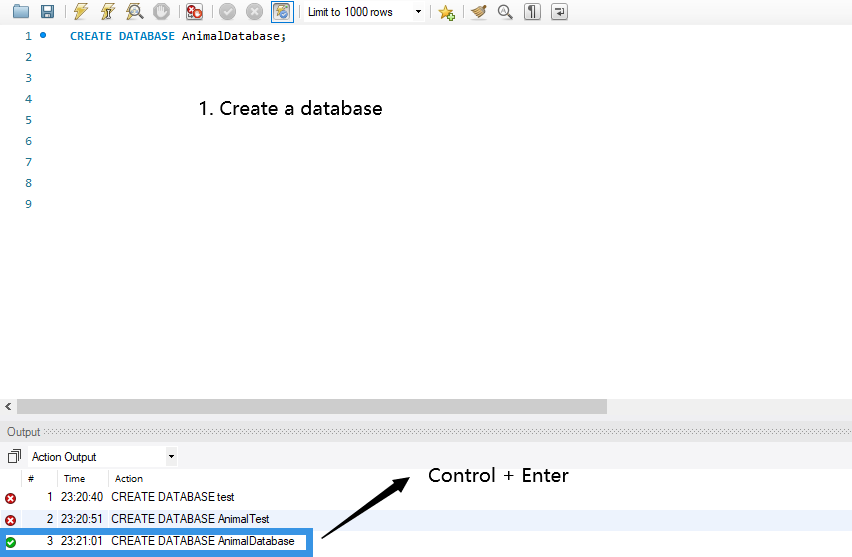 Limit to 1000 rows
1 CREATE DATABASE AnimalDatabase;
2
3
1. Create a database
4
5
6
7
8
9
Output
Action Output
# Time Action
Control + Enter
1 23:20:40 CREATE DATABASE test
2 23:20:51 CREATE DATABASE AnimalTest
3 23:21:01 CREATE DATABASE AnimalDatabase